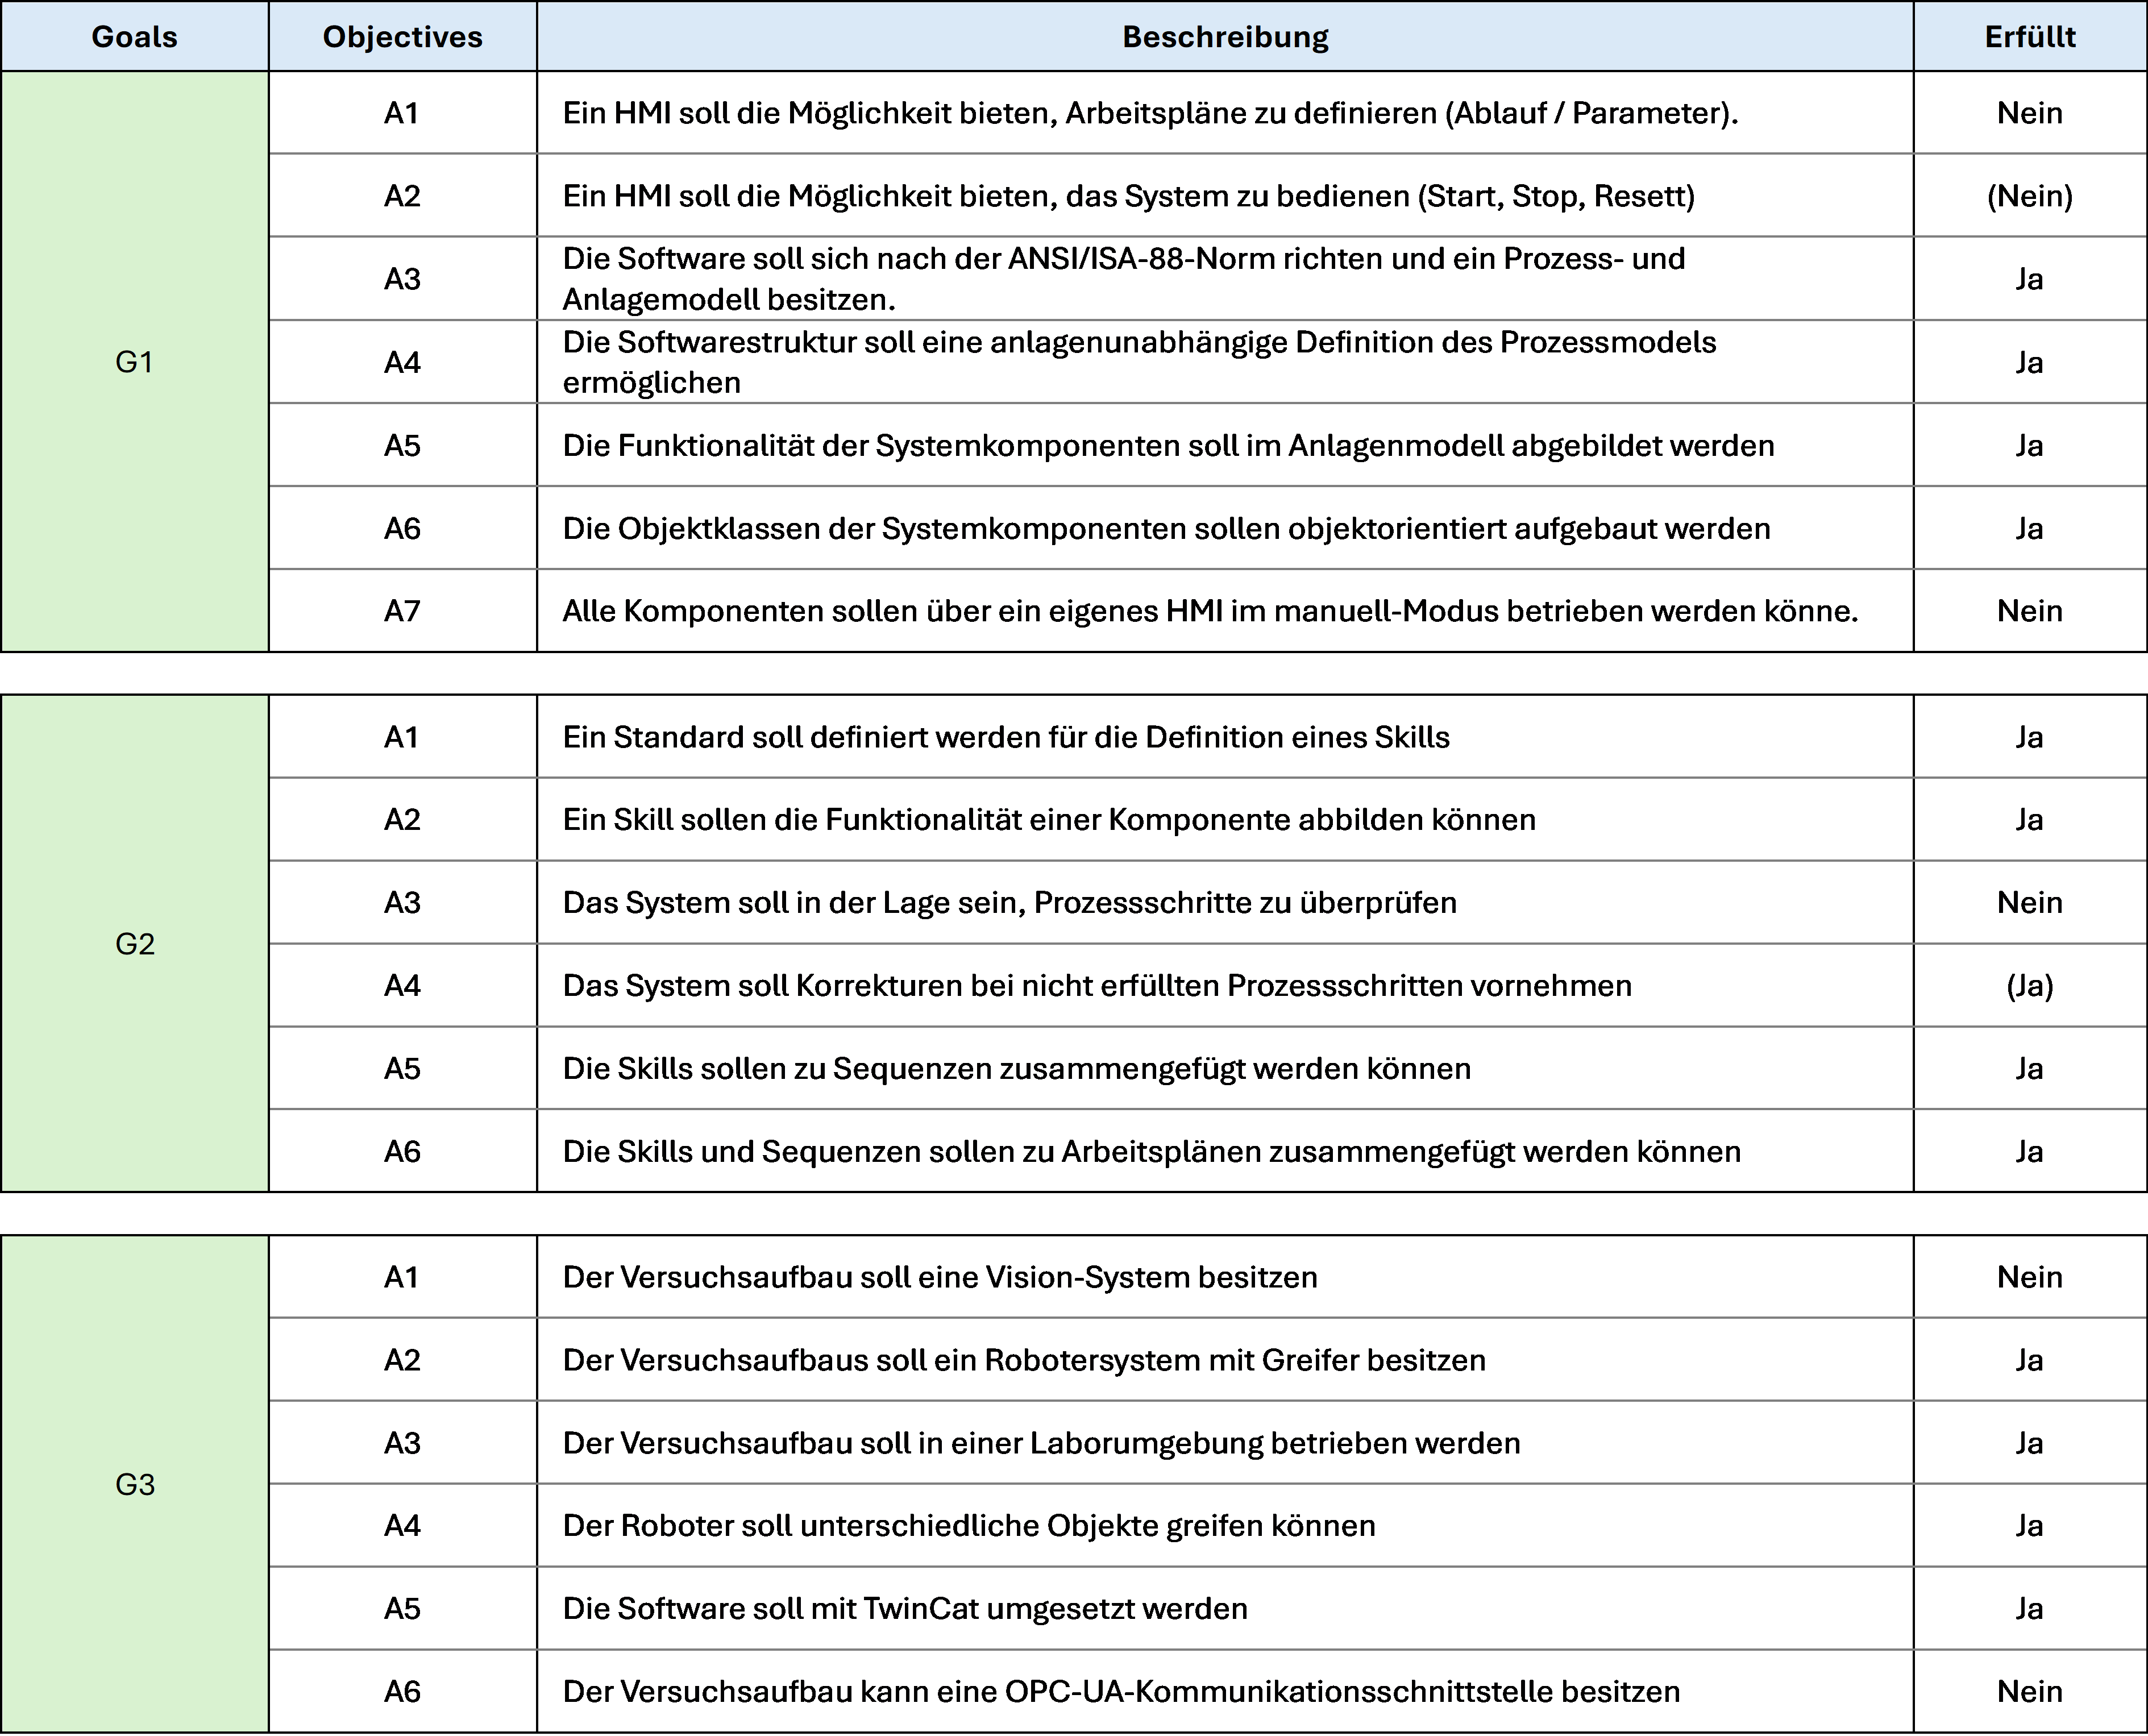 Goals Objectives Beschreibung Erfüllt
G1
A1 Ein HMI soll die Möglichkeit bieten, Arbeitspläne zu definieren (Ablauf / Parameter). Nein
A2 Ein HMI soll die Möglichkeit bieten, das System zu bedienen (Start, Stop, Resett) (Nein)
A3 Die Software soll sich nach der ANSI/ISA-88-Norm richten und ein Prozess- und
Anlagemodell besitzen. Ja
A4 Die Softwarestruktur soll eine anlagenunabhängige Definition des Prozessmodels
ermöglichen Ja
A5 Die Funktionalität der Systemkomponenten soll im Anlagenmodell abgebildet werden Ja
A6 Die Objektklassen der Systemkomponenten sollen objektorientiert aufgebaut werden Ja
A7 Alle Komponenten sollen über ein eigenes HMI im manuell-Modus betrieben werden könne. Nein
G2
A1 Ein Standard soll definiert werden für die Definition eines Skills Ja
A2 Ein Skill sollen die Funktionalität einer Komponente abbilden können Ja
A3 Das System soll in der Lage sein, Prozessschritte zu überprüfen Nein
A4 Das System soll Korrekturen bei nicht erfüllten Prozessschritten vornehmen (Ja)
A5 Die Skills sollen zu Sequenzen zusammengefügt werden können Ja
A6 Die Skills und Sequenzen sollen zu Arbeitsplänen zusammengefügt werden können Ja
G3
A1 Der Versuchsaufbau soll eine Vision-System besitzen Nein
A2 Der Versuchsaufbaus soll ein Robotersystem mit Greifer besitzen Ja
A3 Der Versuchsaufbau soll in einer Laborumgebung betrieben werden Ja
A4 Der Roboter soll unterschiedliche Objekte greifen können Ja
A5 Die Software soll mit TwinCat umgesetzt werden Ja
A6 Der Versuchsaufbau kann eine OPC-UA-Kommunikationsschnittstelle besitzen Nein